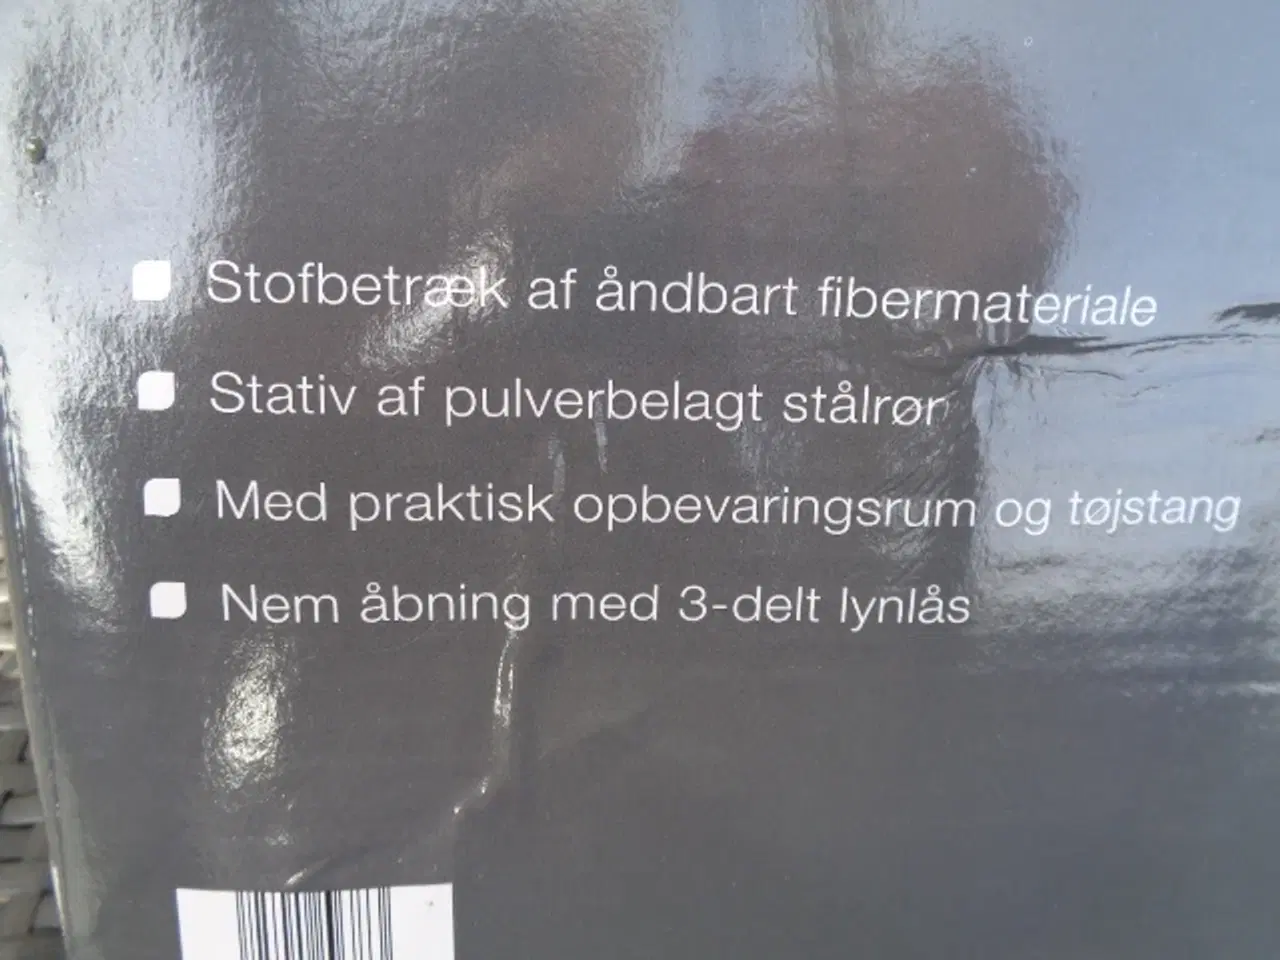 Stofbetræk af åndbart fibermateriale
Stativ af pulverbelagt stålrør
Med praktisk opbevaringsrum og tøjstang
Nem åbning med 3-delt lynlås